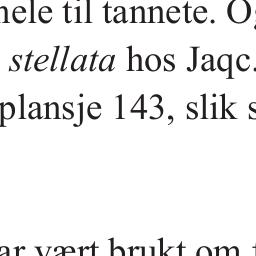 hele til tannete. Og
stellata hos Jaqc.
plansje 143, slik s
ar vært brukt om f